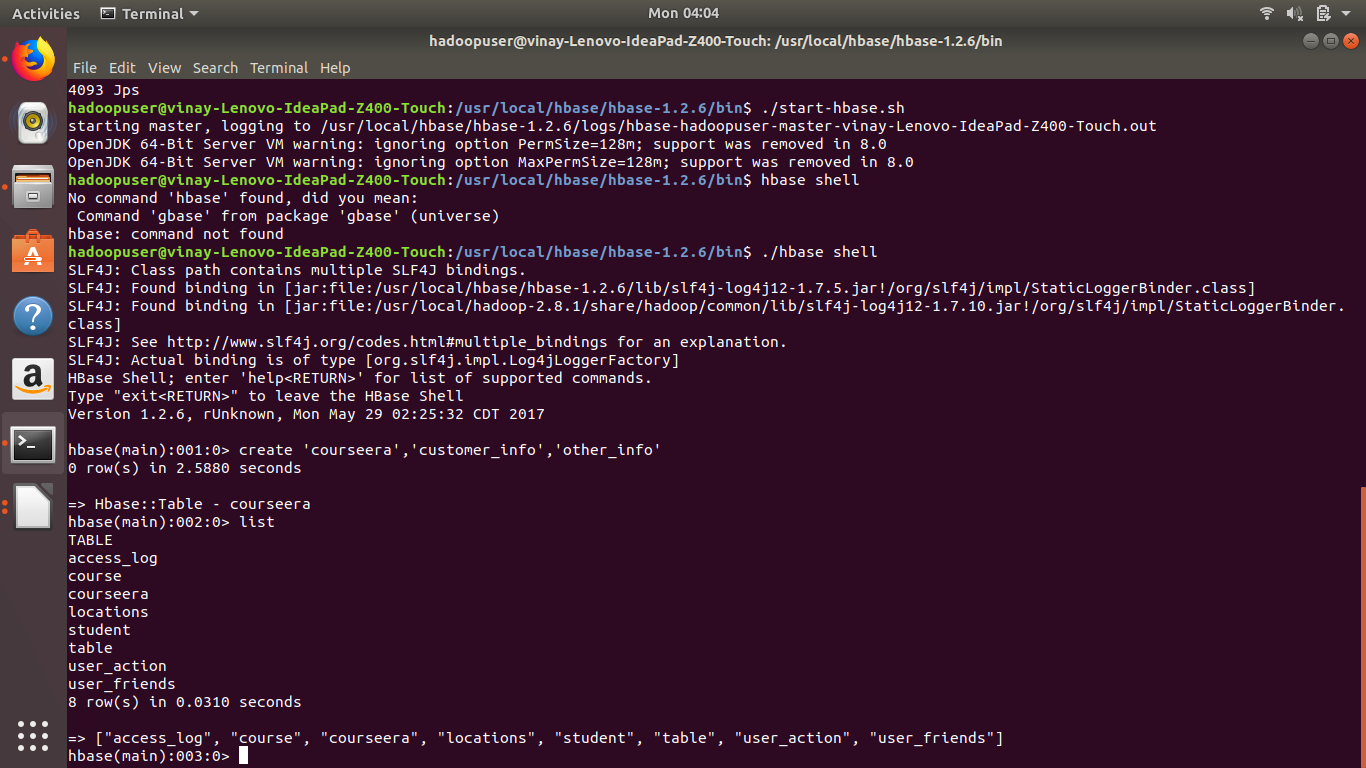 Activities Terminal Mon 04:04
hadoopuser@vinay-Lenovo-IdeaPad-Z400-Touch: /usr/local/hbase/hbase-1.2.6/bin
File Edit View Search Terminal Help
4093 Jps
hadoopuser@vinay-Lenovo-IdeaPad-Z400-Touch:/usr/local/hbase/hbase-1.2.6/bin$ ./start-hbase.sh
starting master, logging to /usr/local/hbase/hbase-1.2.6/logs/hbase-hadoopuser-master-vinay-Lenovo-IdeaPad-Z400-Touch.out
OpenJDK 64-Bit Server VM warning: ignoring option PermSize=128m; support was removed in 8.0
OpenJDK 64-Bit Server VM warning: ignoring option MaxPermSize=128m; support was removed in 8.0
hadoopuser@vinay-Lenovo-IdeaPad-Z400-Touch:/usr/local/hbase/hbase-1.2.6/bin$ hbase shell
No command 'hbase' found, did you mean:
 Command 'gbase' from package 'gbase' (universe)
hbase: command not found
hadoopuser@vinay-Lenovo-IdeaPad-Z400-Touch:/usr/local/hbase/hbase-1.2.6/bin$ ./hbase shell
SLF4J: Class path contains multiple SLF4J bindings.
SLF4J: Found binding in [jar:file:/usr/local/hbase/hbase-1.2.6/lib/slf4j-log4j12-1.7.5.jar!/org/slf4j/impl/StaticLoggerBinder.class]
SLF4J: Found binding in [jar:file:/usr/local/hadoop-2.8.1/share/hadoop/common/lib/slf4j-log4j12-1.7.10.jar!/org/slf4j/impl/StaticLoggerBinder.
class]
SLF4J: See http://www.slf4j.org/codes.html#multiple_bindings for an explanation.
SLF4J: Actual binding is of type [org.slf4j.impl.Log4jLoggerFactory]
HBase Shell; enter 'help<RETURN>' for list of supported commands.
Type "exit<RETURN>" to leave the HBase Shell
Version 1.2.6, rUnknown, Mon May 29 02:25:32 CDT 2017
hbase(main):001:0> create 'courseera','customer_info','other_info'
0 row(s) in 2.5880 seconds
=> Hbase::Table - courseera
hbase(main):002:0> list
TABLE
access_log
course
courseera
locations
student
table
user_action
user_friends
8 row(s) in 0.0310 seconds
=> ["access_log", "course", "courseera", "locations", "student", "table", "user_action", "user_friends"]
hbase(main):003:0>